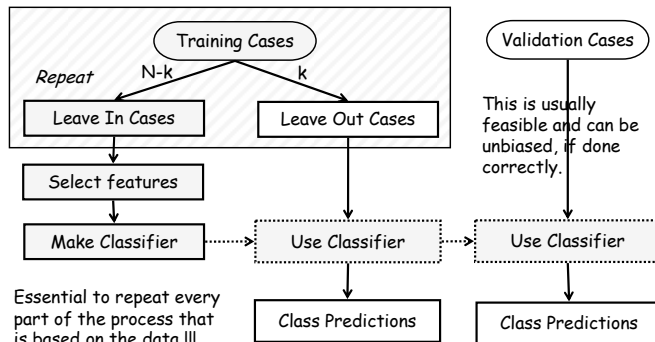 Training Cases
Validation Cases
Repeat
N-k
k
Leave In Cases
Leave Out Cases
This is usually
feasible and can be
unbiased, if done
correctly.
Select features
Make Classifier
Use Classifier
Use Classifier
Essential to repeat every
part of the process that
is based on the data !!!
Class Predictions
Class Predictions